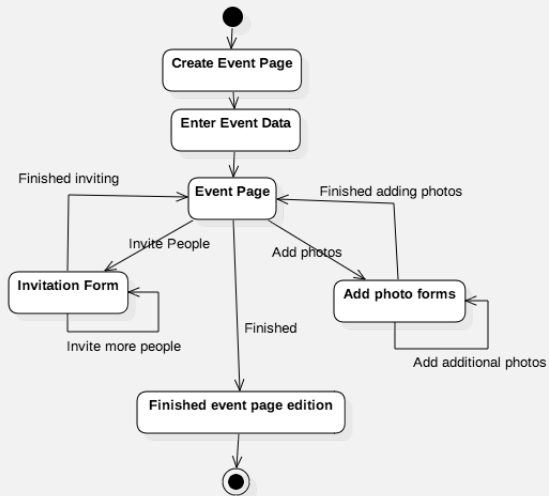 Create Event Page
Enter Event Data
Finished inviting
Event Page
Finished adding photos
Invite People
Add photos
Invitation Form
Add photo forms
Finished
Invite more people
Add additional photos
Finished event page edition